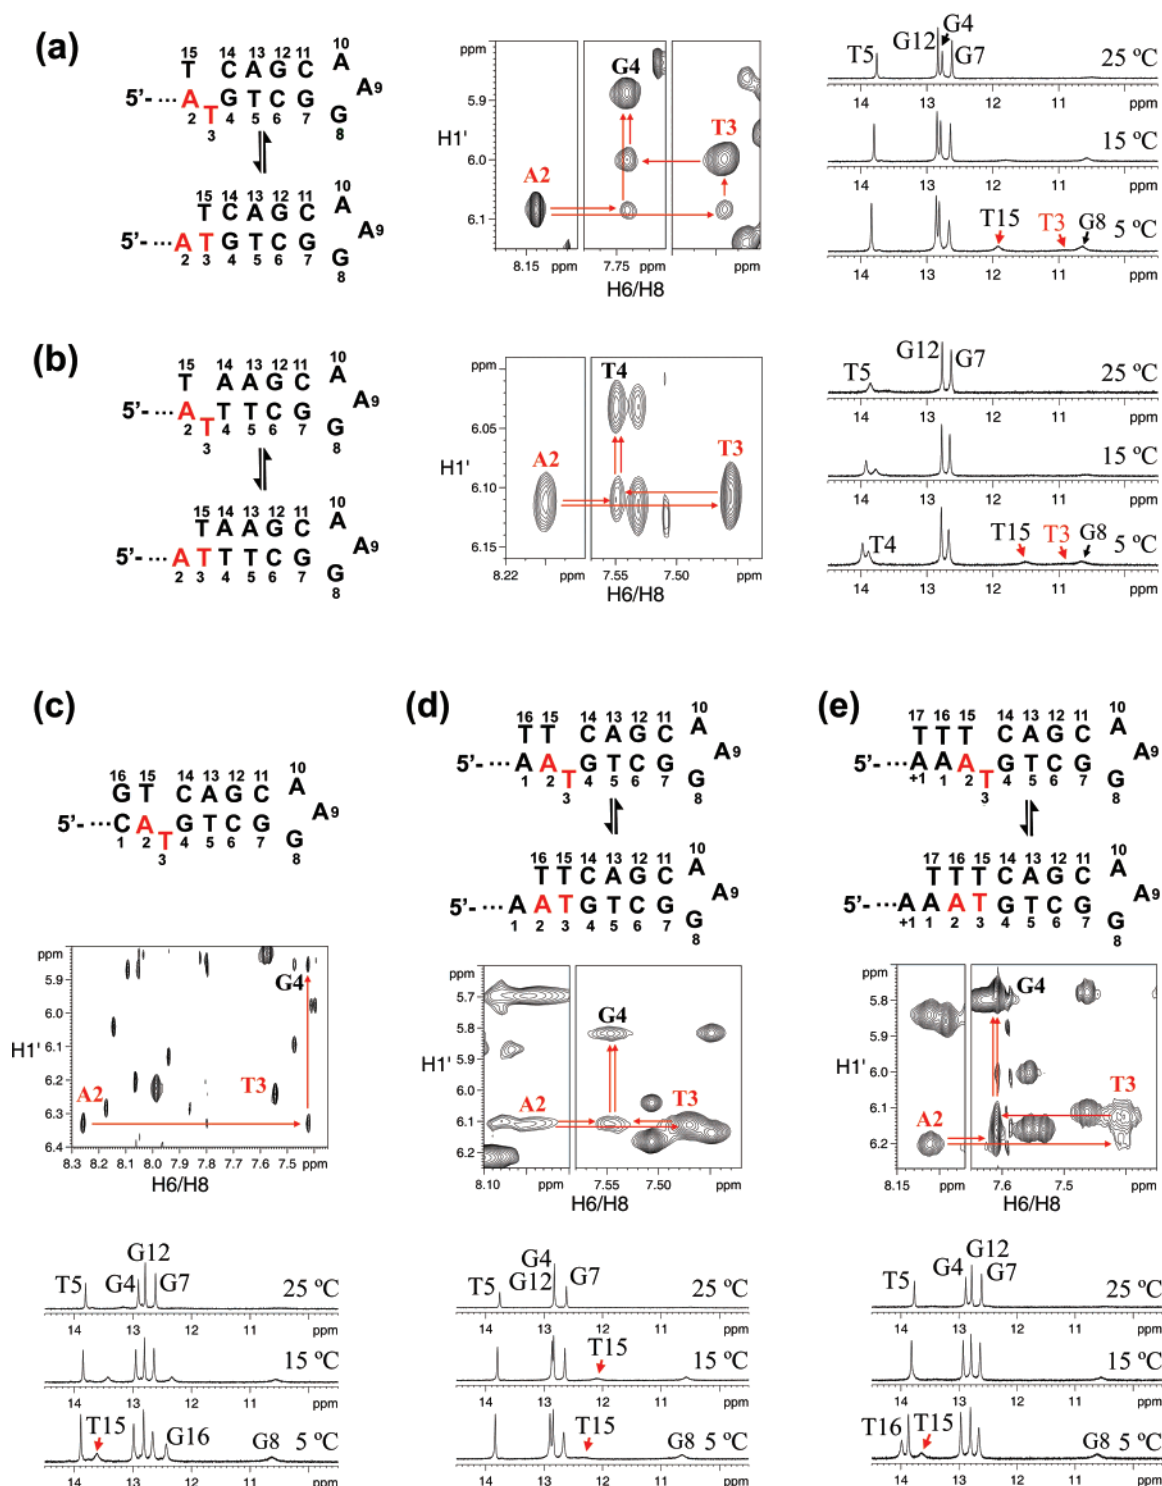 (a)
15 14 13 12 11 10
T C A G C A
A9
5'- ··· A T G T C G G
2 3 4 5 6 7 8
15 14 13 12 11 10
T C A G C A
A9
5'- ··· A T G T C G G
2 3 4 5 6 7 8
ppm
5.9
H1'
6.0
6.1
G4
T3
A2
8.15 ppm 7.75 ppm ppm
H6/H8
T5 G12 G4 G7 25 ºC
14 13 12 11 ppm
15 ºC
14 13 12 11 ppm
T15 T3 G8 5 ºC
14 13 12 11 ppm
(b)
15 14 13 12 11 10
T A A G C A
A9
5'- ··· A T T T C G G
2 3 4 5 6 7 8
15 14 13 12 11 10
T A A G C A
A9
5'- ··· A T T T C G G
2 3 4 5 6 7 8
ppm
6.05
H1'
6.10
6.15
T4
A2
T3
8.22 ppm 7.55 7.50 ppm
H6/H8
T5 G12 G7 25 ºC
14 13 12 11 ppm
15 ºC
14 13 12 11 ppm
T4 T15 T3 G8 5 ºC
14 13 12 11 ppm
(c)
16 15 14 13 12 11 10
G T C A G C A
A9
5'- ··· C A T G T C G G
1 2 3 4 5 6 7 8
ppm
5.9
6.0
H1'
6.1
6.2
6.3
6.4
G4
A2
T3
8.3 8.2 8.1 8.0 7.9 7.8 7.7 7.6 7.5 ppm
H6/H8
T5 G4 G12 G7 25 ºC
14 13 12 11 ppm
15 ºC
14 13 12 11 ppm
T15 G16 G8 5 ºC
14 13 12 11 ppm
(d)
16 15 14 13 12 11 10
T T C A G C A
A9
5'- ··· A A T G T C G G
1 2 3 4 5 6 7 8
16 15 14 13 12 11 10
T T C A G C A
A9
5'- ··· A A T G T C G G
1 2 3 4 5 6 7 8
ppm
5.7
5.8
5.9
H1'
6.0
6.1
6.2
G4
A2
T3
8.10 ppm 7.55 7.50 ppm
H6/H8
T5 G4 G12 G7 25 ºC
14 13 12 11 ppm
T15 15 ºC
14 13 12 11 ppm
T15 G8 5 ºC
14 13 12 11 ppm
(e)
17 16 15 14 13 12 11 10
T T T C A G C A
A9
5'- ··· A A A T G T C G G
+1 1 2 3 4 5 6 7 8
17 16 15 14 13 12 11 10
T T T C A G C A
A9
5'- ··· A A A T G T C G G
+1 1 2 3 4 5 6 7 8
ppm
5.7
5.8
5.9
H1'
6.0
6.1
6.2
G4
T3
A2
8.15 ppm 7.6 7.5 ppm
H6/H8
T5 G4 G12 G7 25 ºC
14 13 12 11 ppm
15 ºC
14 13 12 11 ppm
T16 T15 G8 5 ºC
14 13 12 11 ppm